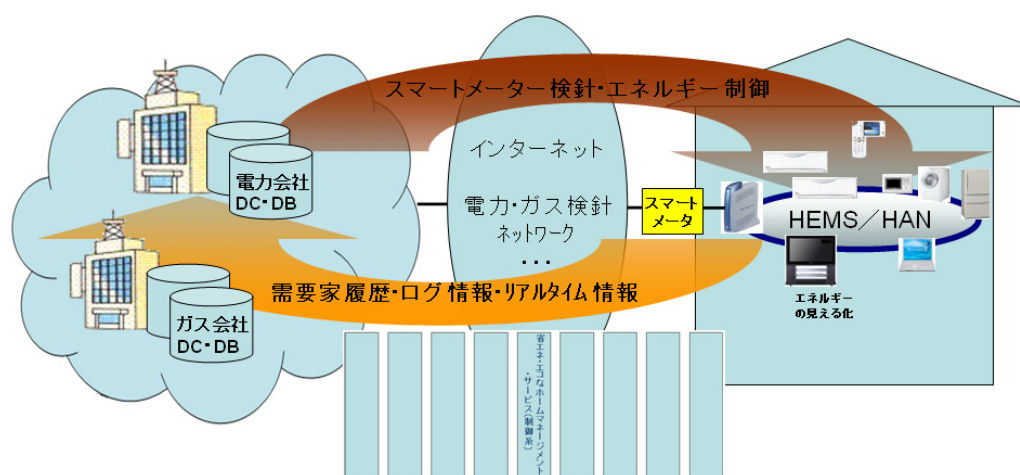 スマートメーター検針・エネルギー制御
インターネット
電力・ガス検針
ネットワーク
・・・
電力会社
DC・DB
スマート
メータ
HEMS／HAN
エネルギー
の見える化
需要家履歴・ログ情報・リアルタイム情報
ガス会社
DC・DB
省エネ・エコなホームマネージメント
・サービス(制御系)